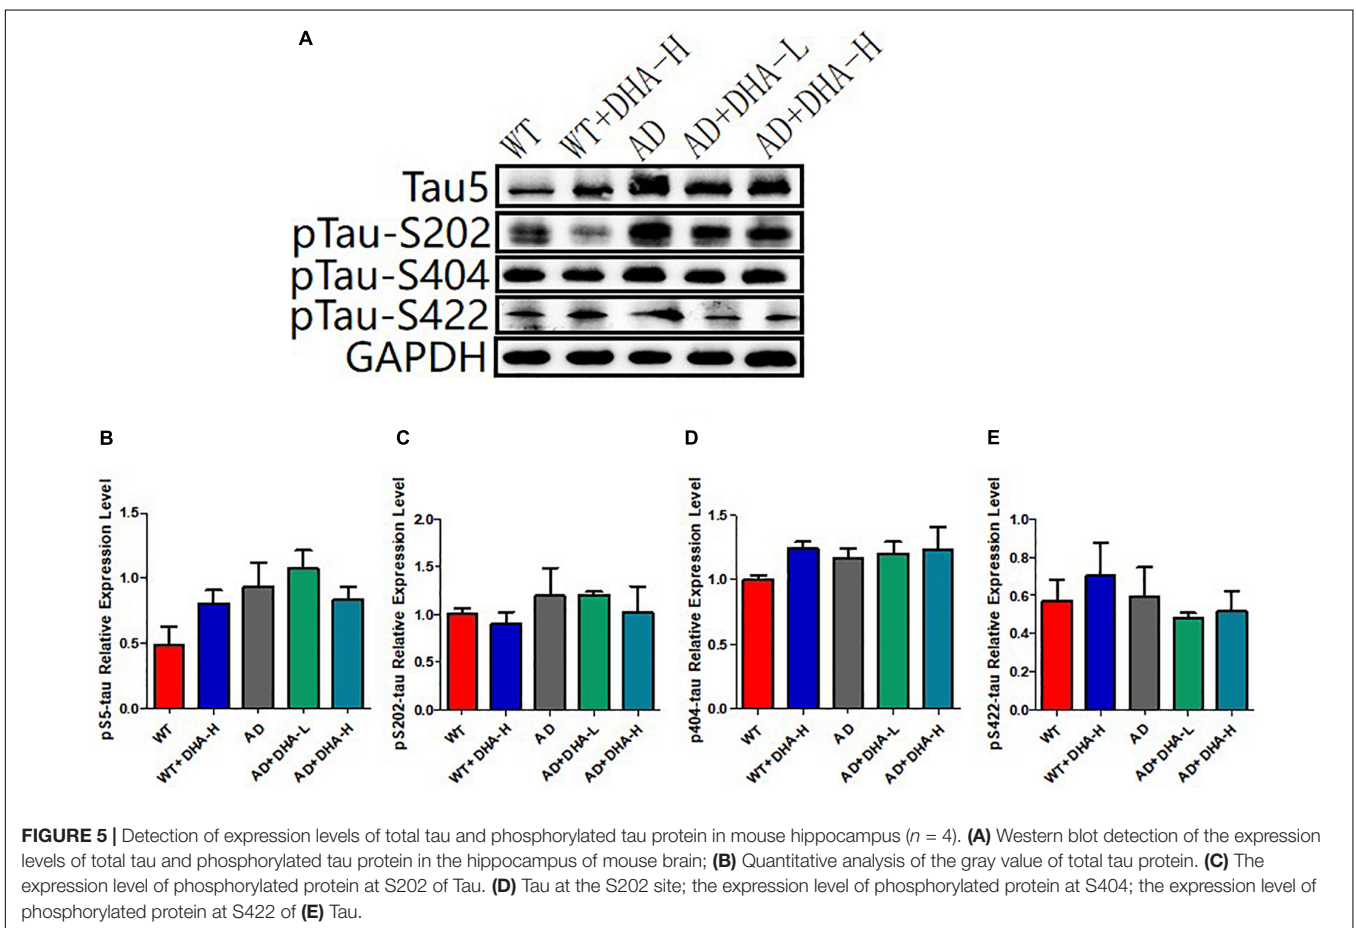 A
WT
WT+DHA-H
AD
AD+DHA-L
AD+DHA-H
Tau5
pTau-S202
pTau-S404
pTau-S422
GAPDH
B
pS5-tau Relative Expression Level
1.5
1.0
0.5
0.0
WT
WT+DHA-H
AD
AD+DHA-L
AD+DHA-H
C
pS202-tau Relative Expression Level
2.0
1.5
1.0
0.5
0.0
WT
WT+DHA-H
AD
AD+DHA-L
AD+DHA-H
D
p404-tau Relative Expression Level
1.5
1.0
0.5
0.0
WT
WT+DHA-H
AD
AD+DHA-L
AD+DHA-H
E
pS422-tau Relative Expression Level
1.0
0.8
0.6
0.4
0.2
0.0
WT
WT+DHA-H
AD
AD+DHA-L
AD+DHA-H
FIGURE 5 | Detection of expression levels of total tau and phosphorylated tau protein in mouse hippocampus (n = 4). (A) Western blot detection of the expression
levels of total tau and phosphorylated tau protein in the hippocampus of mouse brain; (B) Quantitative analysis of the gray value of total tau protein. (C) The
expression level of phosphorylated protein at S202 of Tau. (D) Tau at the S202 site; the expression level of phosphorylated protein at S404; the expression level of
phosphorylated protein at S422 of (E) Tau.